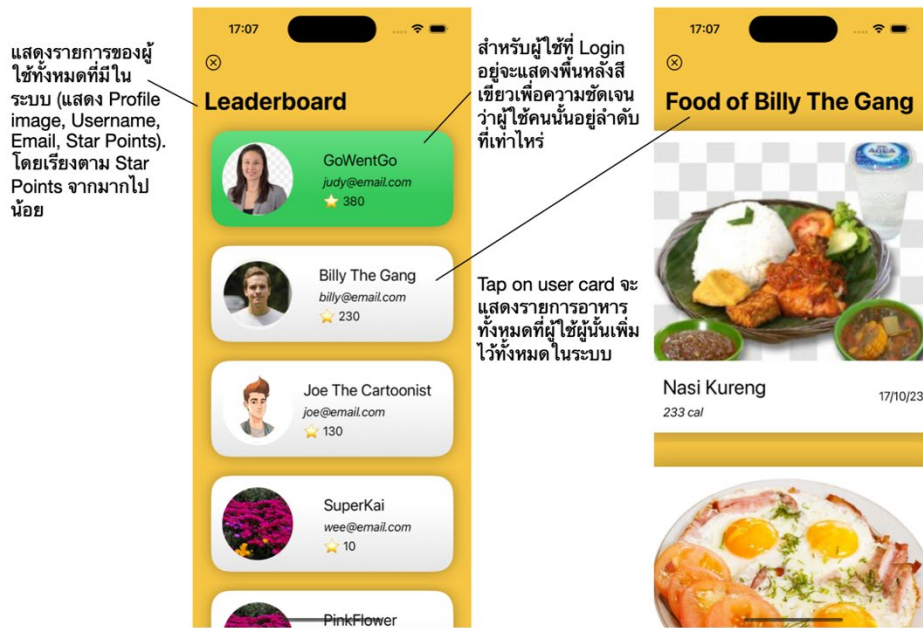 แสดงรายการของผู้
ใช้ทั้งหมดที่มีใน
ระบบ (แสดง Profile
image, Username,
Email, Star Points).
โดยเรียงตาม Star
Points จากมากไป
น้อย
17:07
Leaderboard
GoWentGo
judy@email.com
380
Billy The Gang
billy@email.com
230
Joe The Cartoonist
joe@email.com
130
SuperKai
wee@email.com
10
PinkFlower
สำหรับผู้ใช้ที่ Login
อยู่จะแสดงพื้นหลังสี
เขียวเพื่อความชัดเจน
ว่าผู้ใช้คนนั้นอยู่ลำดับ
ที่เท่าไหร่
Tap on user card จะ
แสดงรายการอาหาร
ทั้งหมดที่ผู้ใช้ผู้นั้นเพิ่ม
ไว้ทั้งหมดในระบบ
17:07
Food of Billy The Gang
AQUA
Nasi Kureng
233 cal
17/10/23